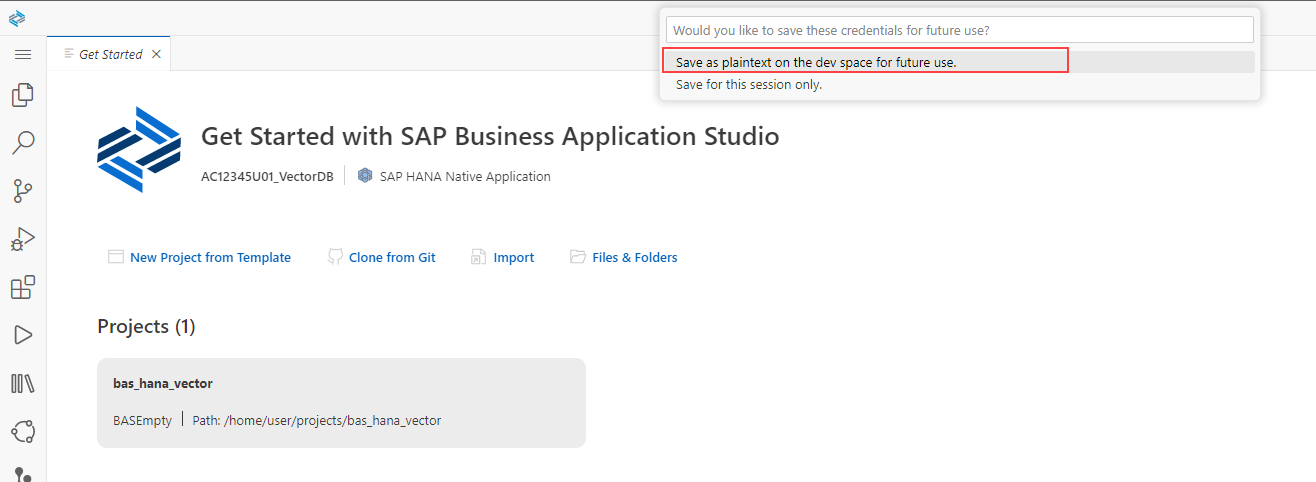 Would you like to save these credentials for future use?
Get Started
Save as plaintext on the dev space for future use.
Save for this session only.
Get Started with SAP Business Application Studio
AC12345U01_VectorDB
SAP HANA Native Application
New Project from Template
Clone from Git
Import
Files & Folders
Projects (1)
bas_hana_vector
BASEmpty
Path: /home/user/projects/bas_hana_vector